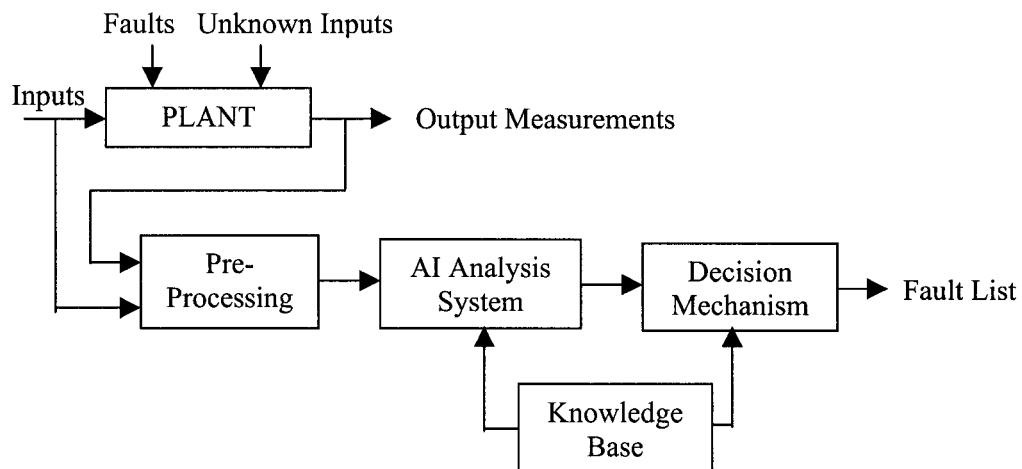 Faults
Unknown Inputs
Inputs
PLANT
Output Measurements
Pre-
Processing
AI Analysis
System
Decision
Mechanism
Fault List
Knowledge
Base